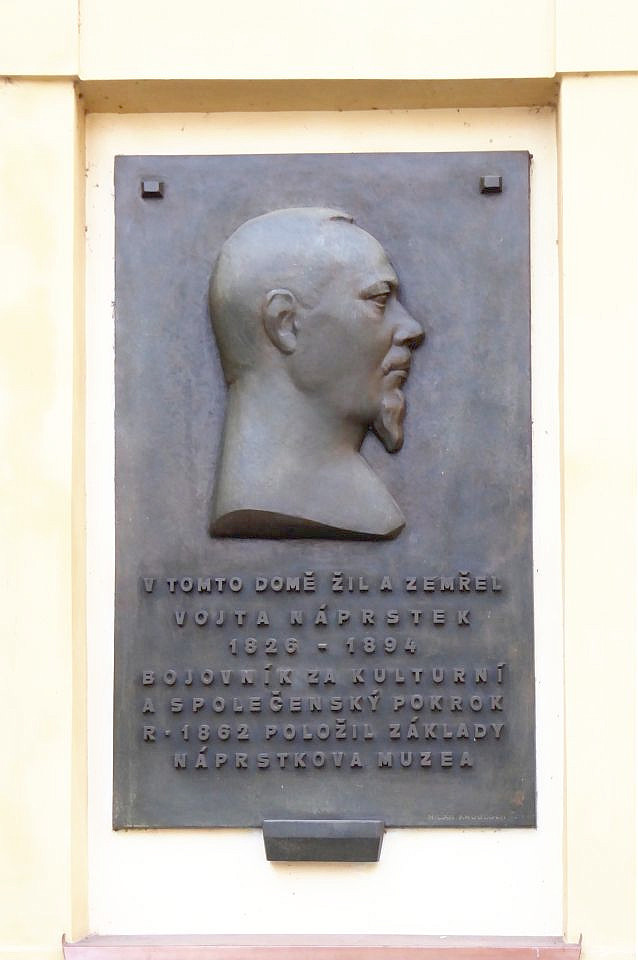 V TOMTO DOMĚ ŽIL A ZEMŘEL
VOJTA NÁPRSTEK
1826 - 1894
BOJOVNÍK ZA KULTURNÍ
A SPOLEČENSKÝ POKROK
R · 1862 POLOŽIL ZÁKLADY
NÁPRSTKOVA MUZEA